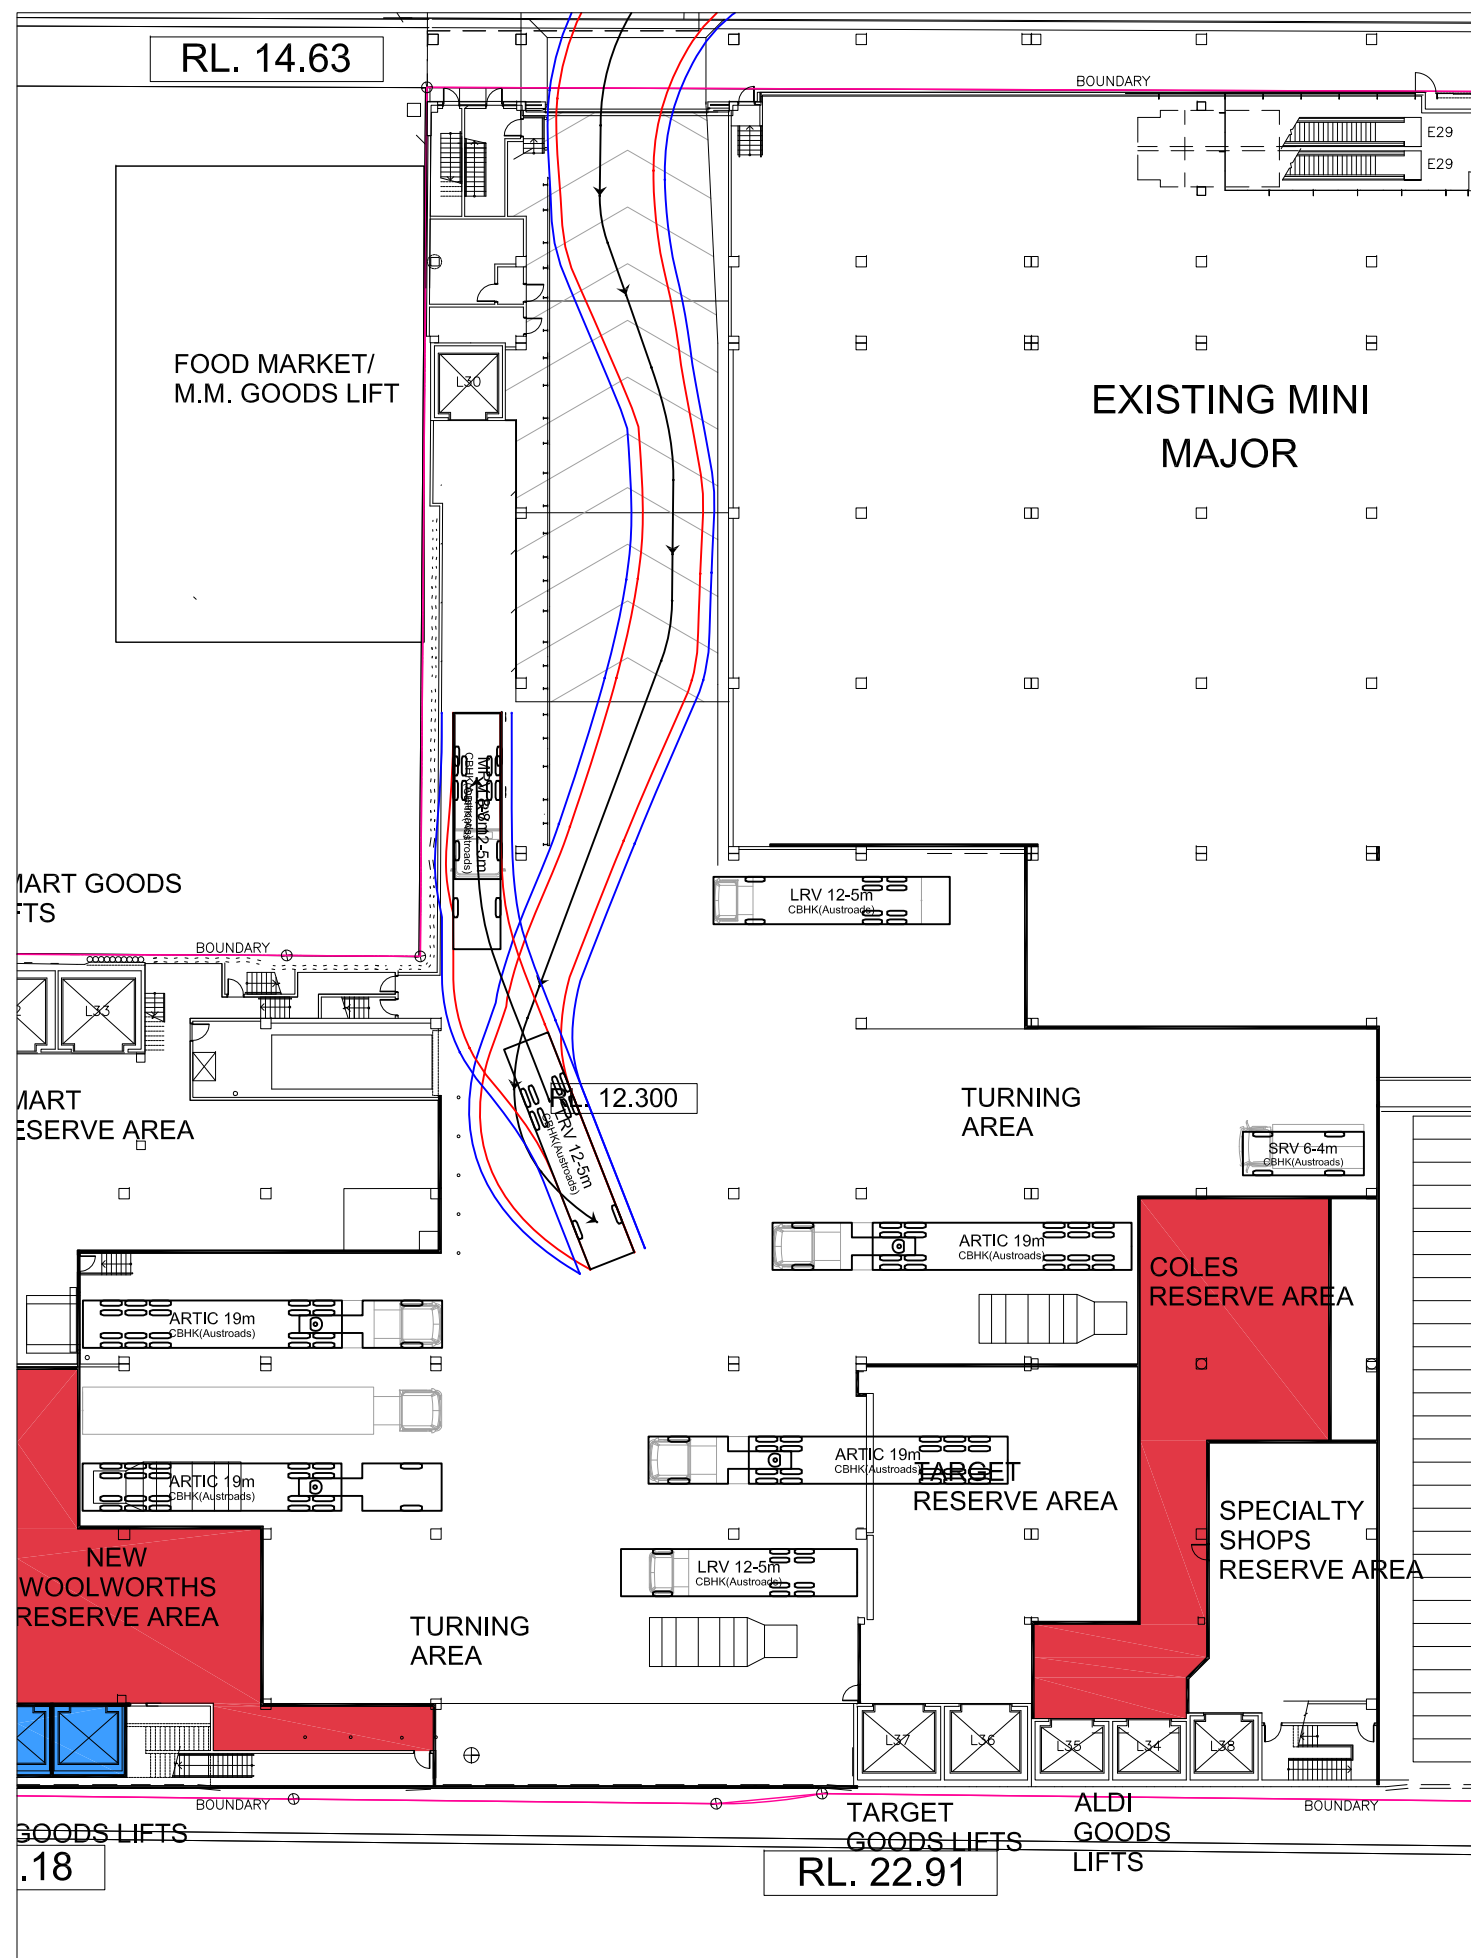 RL. 14.63
BOUNDARY
E29
E29
FOOD MARKET/
M.M. GOODS LIFT
L30
EXISTING MINI
MAJOR
MART GOODS
FTS
LRV 12-5m
CBHK(Austroads)
BOUNDARY
2
L33
RL. 12.300
MART
ESERVE AREA
TURNING
AREA
LRV 12-5m
CBHK(Austroads)
SRV 6-4m
CBHK(Austroads)
ARTIC 19m
CBHK(Austroads)
COLES
RESERVE AREA
ARTIC 19m
CBHK(Austroads)
ARTIC 19m
CBHK(Austroads)
TARGET
RESERVE AREA
ARTIC 19m
CBHK(Austroads)
SPECIALTY
SHOPS
RESERVE AREA
NEW
WOOLWORTHS
RESERVE AREA
LRV 12-5m
CBHK(Austroads)
TURNING
AREA
L37
L36
L35
L34
L38
BOUNDARY
BOUNDARY
TARGET
GOODS LIFTS
ALDI
GOODS
LIFTS
GOODS LIFTS
.18
RL. 22.91